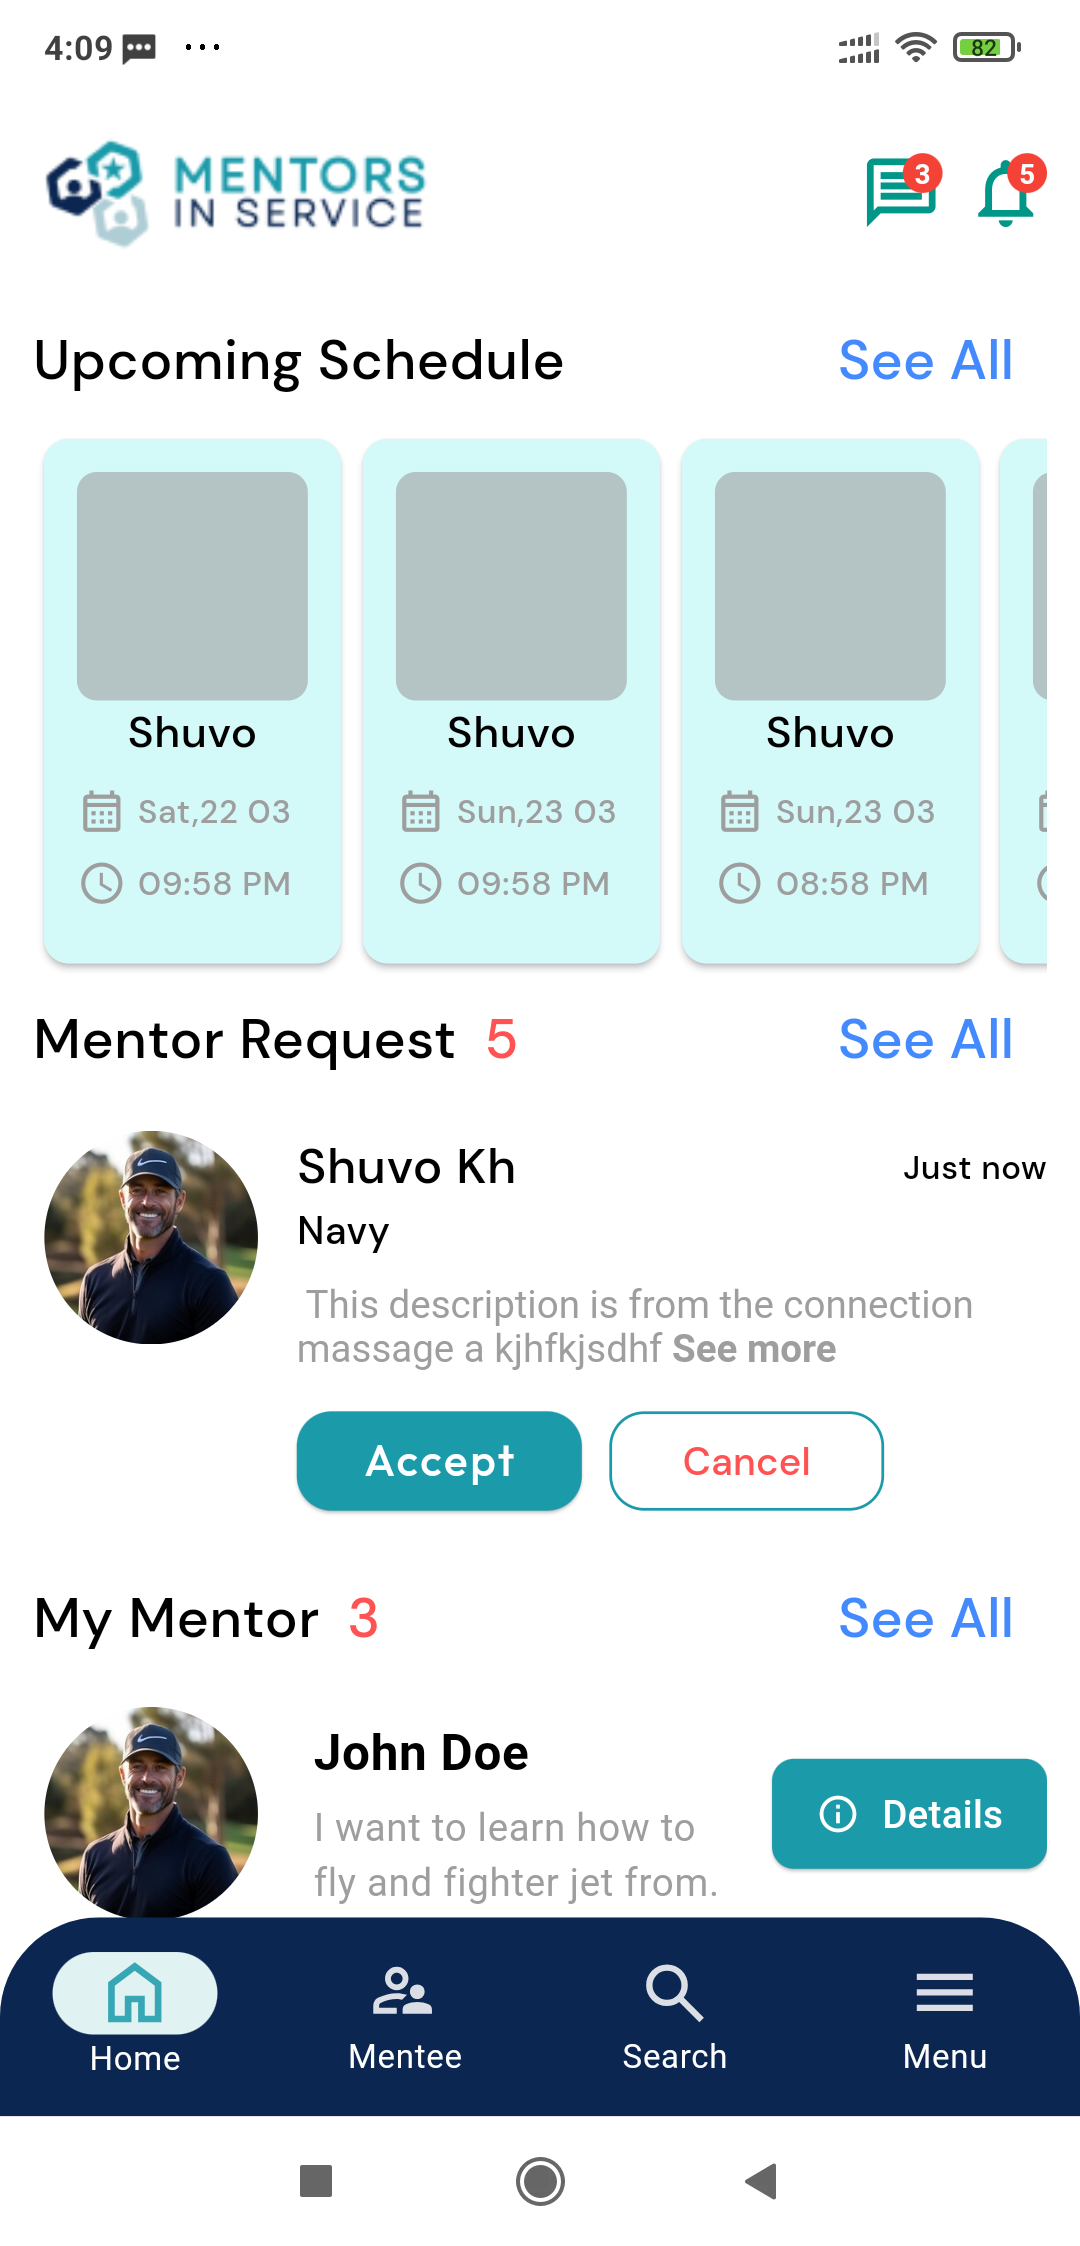 4:09
82
MENTORS
IN SERVICE
3
5
Upcoming Schedule
See All
Shuvo
Sat,22 03
09:58 PM
Shuvo
Sun,23 03
09:58 PM
Shuvo
Sun,23 03
08:58 PM
Mentor Request 5
See All
Shuvo Kh
Just now
Navy
This description is from the connection
massage a kjhfkjsdhf See more
Accept
Cancel
My Mentor 3
See All
John Doe
I want to learn how to
fly and fighter jet from.
Details
Home
Mentee
Search
Menu